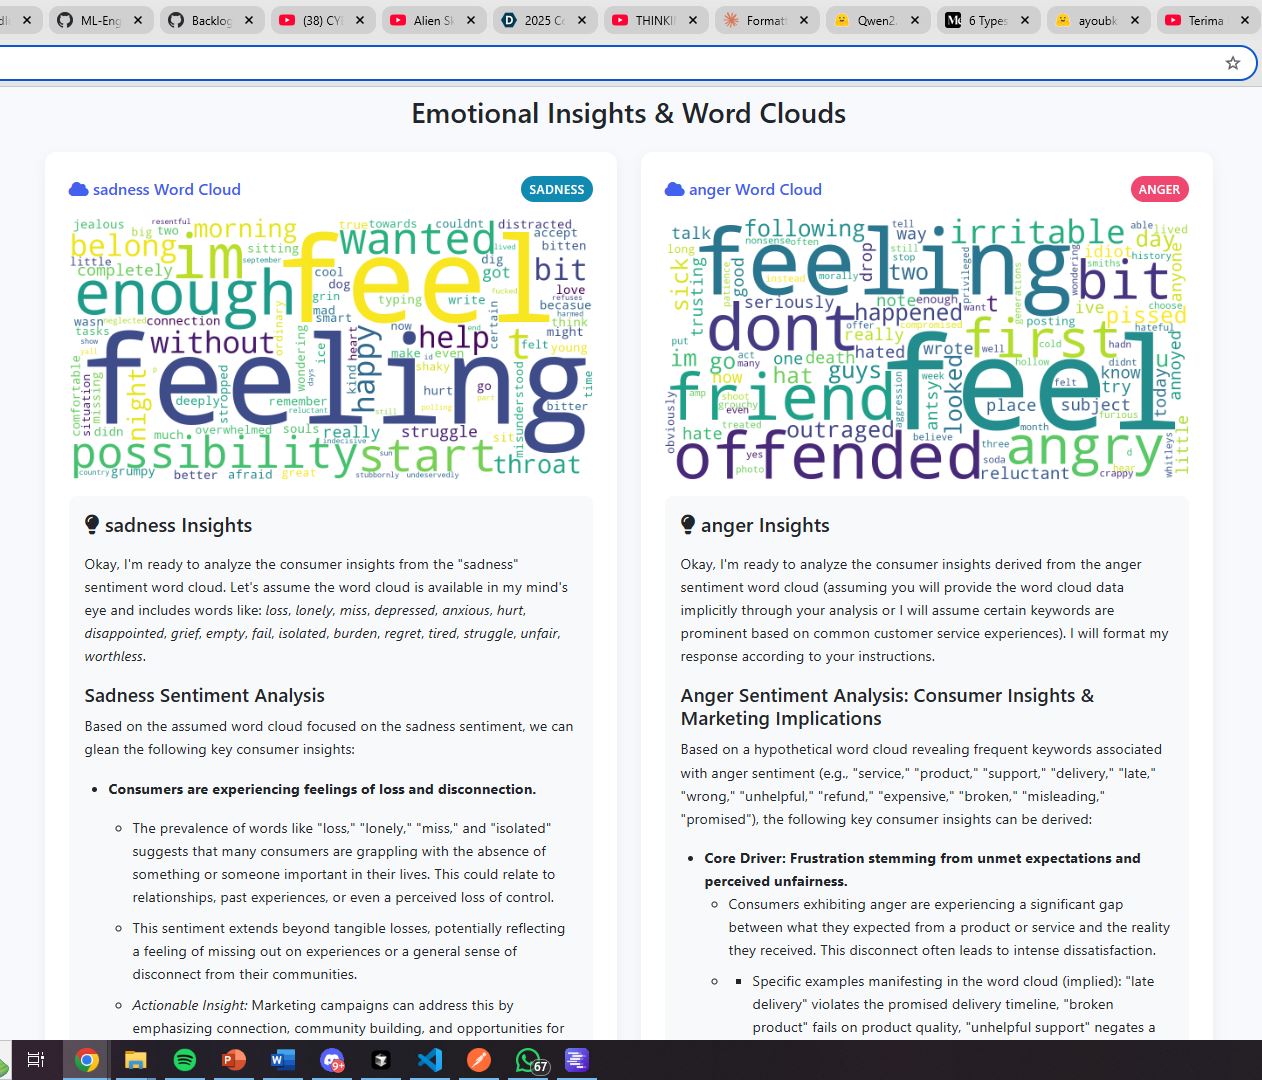 ML-Eng
Backlog
(38) CY
Alien Sk
2025 Co
THINKI
Format
Qwen2.
6 Types
ayoubk
Terima
Emotional Insights & Word Clouds
sadness Word Cloud
SADNESS
jealous resentful morning true towards couldnt distracted
big two wanted accept
belong im feel lived bitten
little sitting dig
completely september cool got bit
enough dog love
grin typing write refuses
mad becasue
wasn neglected connection ordinary smart certain fucked harmed
tasks now help end t think
show without happy heart make id even might
feeling wondering ice kind shaky felt young
comfortable situation missing night stropped days hurt go misunderstood time
deeply remember part bitter
reluctant still polling
didn much overwhelmed souls really struggle sit
indecisive
possibility sun start throat
country grumpy better afraid great stubbornly undeservedly
anger Word Cloud
ANGER
talk following tell way irritable able lived
nonsense often day
long feeling drop still stop privileged wondering idiot history anyone
sick patience good instead morally two generations smiths choose
trusting seriously note enough want bit ive pissed
dont happened cold
offer compromised posting hateful
put act really first hadn
im go many one death hated wrote well hollow didnt u annoyed
now hat guys looked felt know
amp shoot grouchy aggression week antsy try today
friend even feel place subject furious
obviously treated outraged month little
hate believe three d whitleys
offended yes soda angry hear
photo reluctant crappy
sadness Insights
Okay, I'm ready to analyze the consumer insights from the "sadness"
sentiment word cloud. Let's assume the word cloud is available in my mind's
eye and includes words like: loss, lonely, miss, depressed, anxious, hurt,
disappointed, grief, empty, fail, isolated, burden, regret, tired, struggle, unfair,
worthless.
Sadness Sentiment Analysis
Based on the assumed word cloud focused on the sadness sentiment, we can
glean the following key consumer insights:
• Consumers are experiencing feelings of loss and disconnection.
○ The prevalence of words like "loss," "lonely," "miss," and "isolated"
suggests that many consumers are grappling with the absence of
something or someone important in their lives. This could relate to
relationships, past experiences, or even a perceived loss of control.
○ This sentiment extends beyond tangible losses, potentially reflecting
a feeling of missing out on experiences or a general sense of
disconnect from their communities.
○ Actionable Insight: Marketing campaigns can address this by
emphasizing connection, community building, and opportunities for
anger Insights
Okay, I'm ready to analyze the consumer insights derived from the anger
sentiment word cloud (assuming you will provide the word cloud data
implicitly through your analysis or I will assume certain keywords are
prominent based on common customer service experiences). I will format my
response according to your instructions.
Anger Sentiment Analysis: Consumer Insights &
Marketing Implications
Based on a hypothetical word cloud revealing frequent keywords associated
with anger sentiment (e.g., "service," "product," "support," "delivery," "late,"
"wrong," "unhelpful," "refund," "expensive," "broken," "misleading,"
"promised"), the following key consumer insights can be derived:
• Core Driver: Frustration stemming from unmet expectations and
perceived unfairness.
○ Consumers exhibiting anger are experiencing a significant gap
between what they expected from a product or service and the reality
they received. This disconnect often leads to intense dissatisfaction.
○ ▪ Specific examples manifesting in the word cloud (implied): "late
delivery" violates the promised delivery timeline, "broken
product" fails on product quality, "unhelpful support" negates a
9+
67